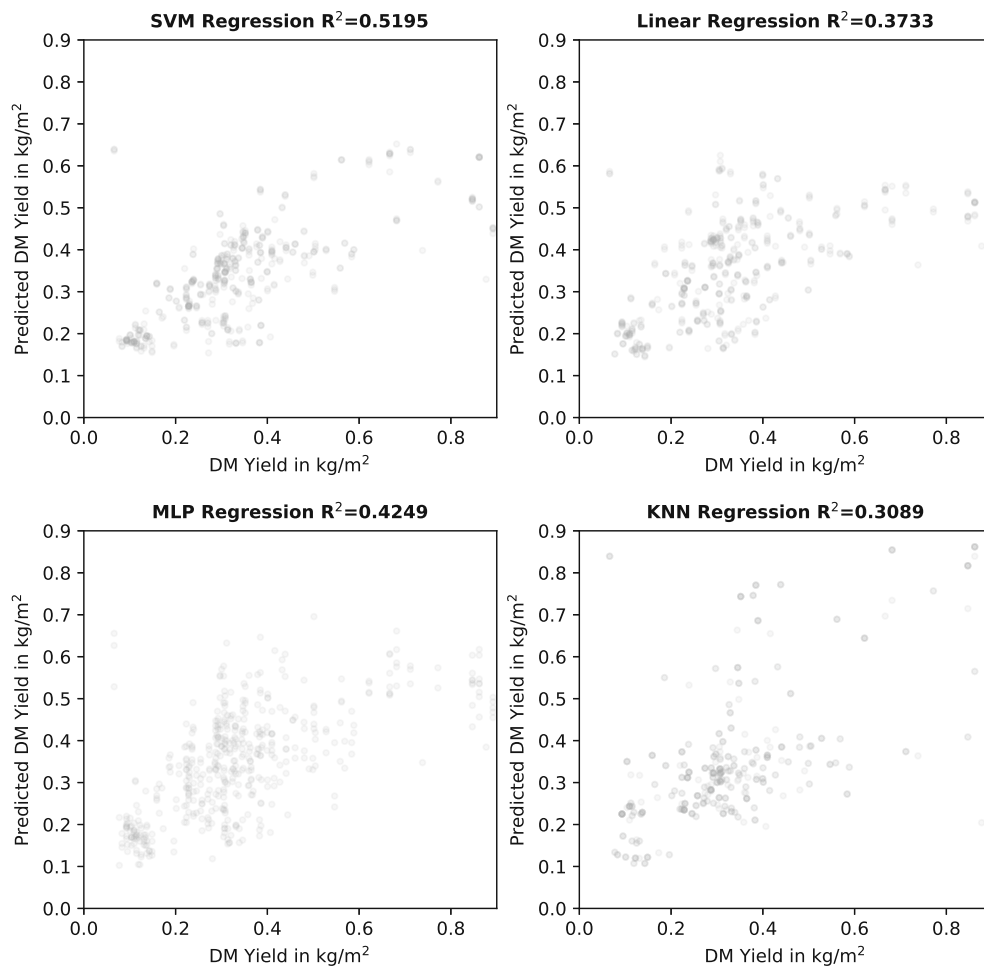 SVM Regression R²=0.5195
0.9
0.8
0.7
0.6
0.5
0.4
0.3
0.2
0.1
0.0
Predicted DM Yield in kg/m²
0.0 0.2 0.4 0.6 0.8
DM Yield in kg/m²
Linear Regression R²=0.3733
0.9
0.8
0.7
0.6
0.5
0.4
0.3
0.2
0.1
0.0
Predicted DM Yield in kg/m²
0.0 0.2 0.4 0.6 0.8
DM Yield in kg/m²
MLP Regression R²=0.4249
0.9
0.8
0.7
0.6
0.5
0.4
0.3
0.2
0.1
0.0
Predicted DM Yield in kg/m²
0.0 0.2 0.4 0.6 0.8
DM Yield in kg/m²
KNN Regression R²=0.3089
0.9
0.8
0.7
0.6
0.5
0.4
0.3
0.2
0.1
0.0
Predicted DM Yield in kg/m²
0.0 0.2 0.4 0.6 0.8
DM Yield in kg/m²